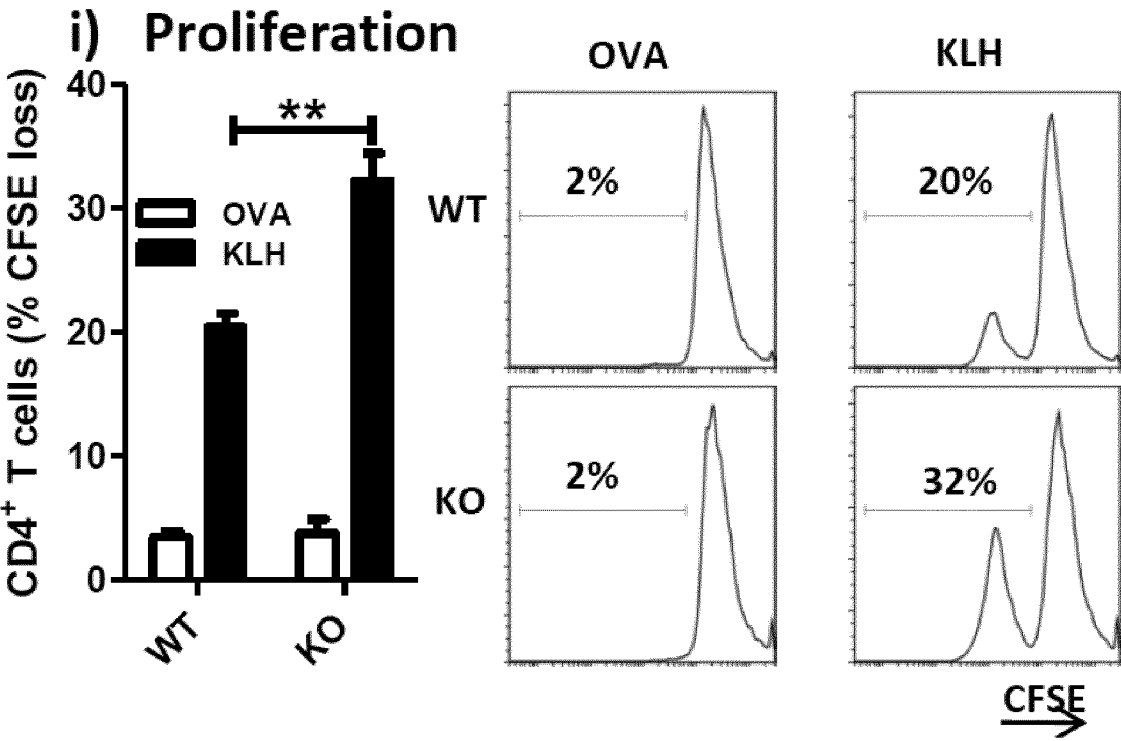 i) Proliferation
CD4+ T cells (% CFSE loss)
40
30
20
10
0
**
OVA
KLH
WT
KO
OVA
KLH
WT
2%
20%
KO
2%
32%
CFSE